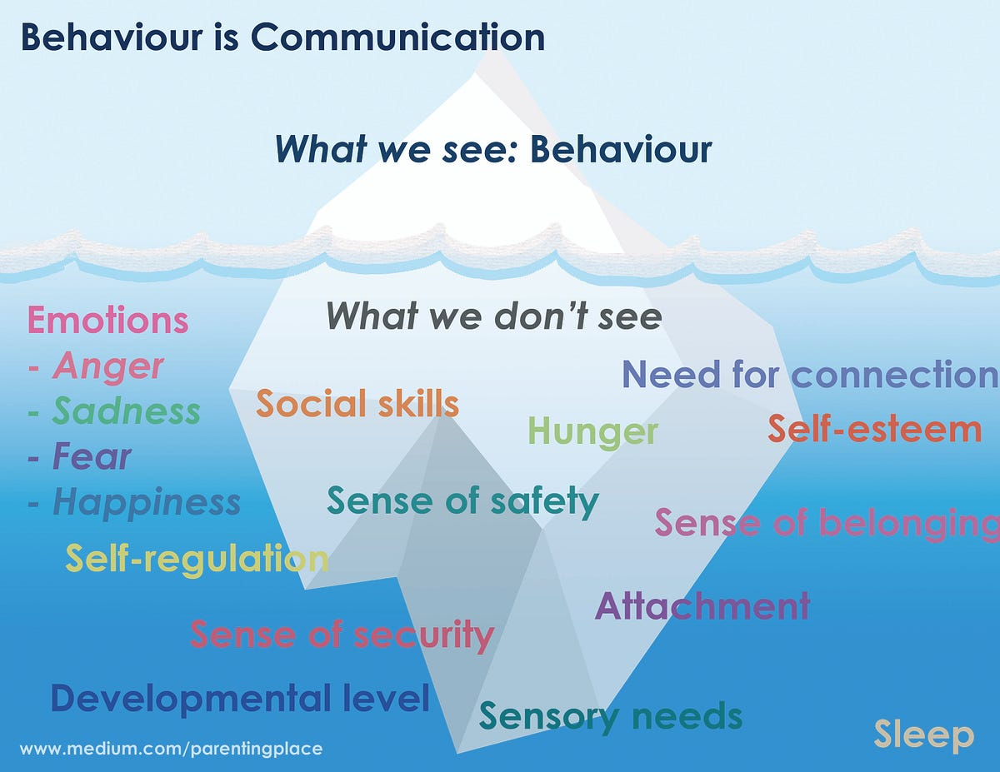 Behaviour is Communication
What we see: Behaviour
What we don't see
Emotions
- Anger
- Sadness
- Fear
- Happiness
Need for connection
Social skills
Hunger
Self-esteem
Sense of safety
Sense of belonging
Self-regulation
Attachment
Sense of security
Developmental level
Sensory needs
Sleep
www.medium.com/parentingplace